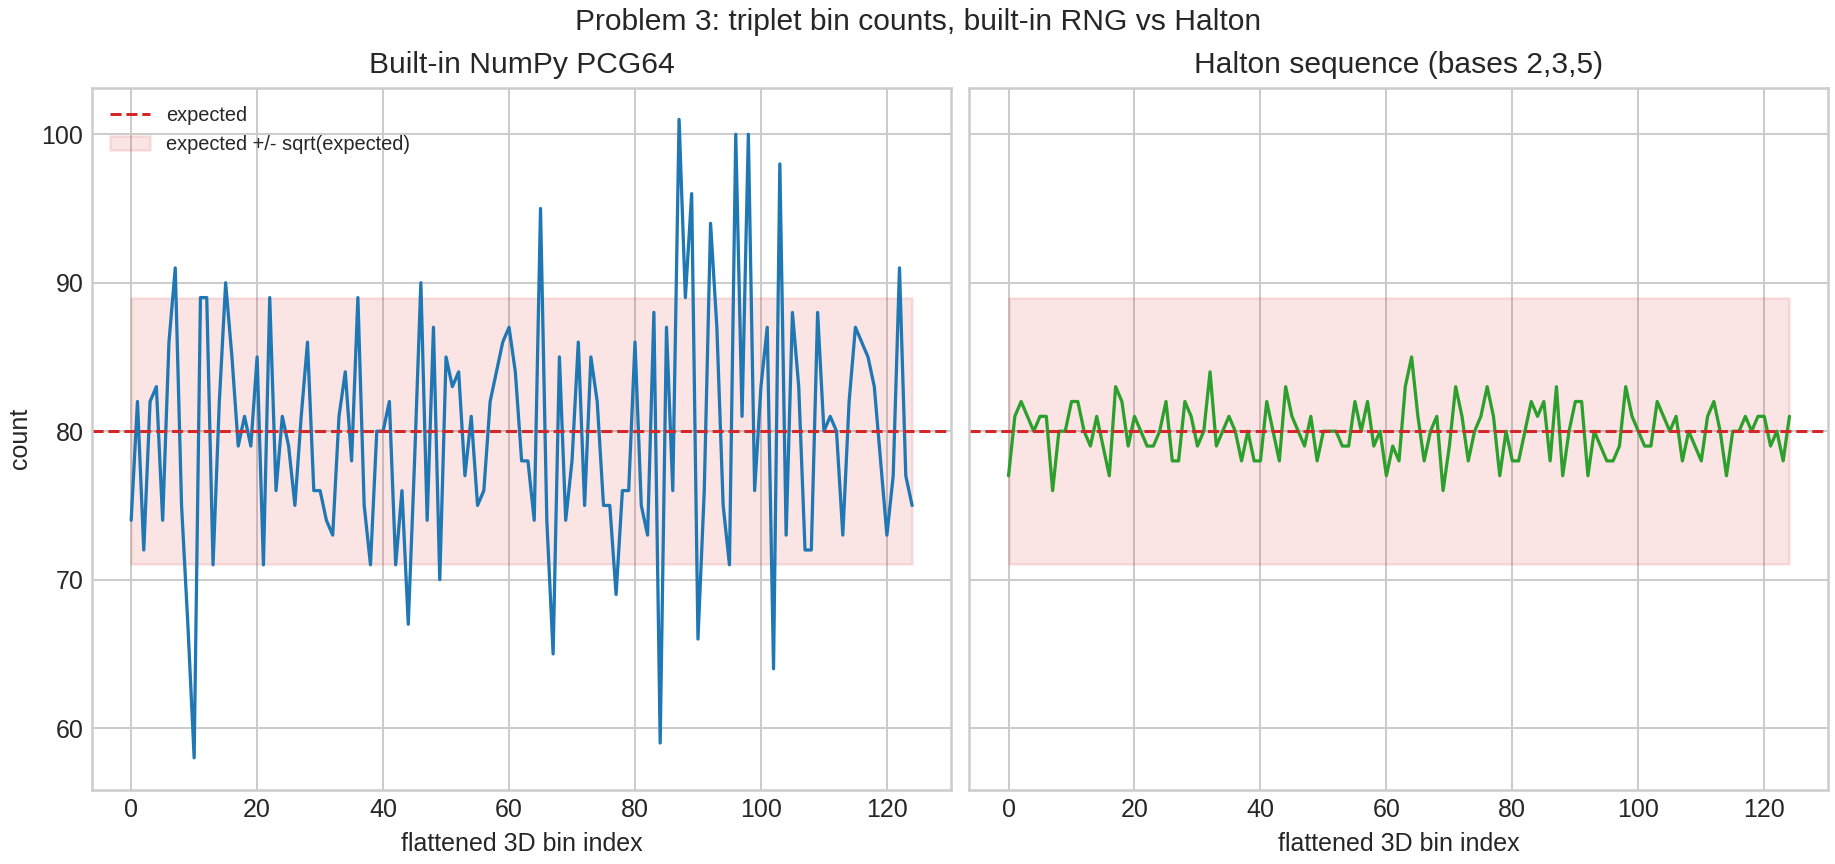 Problem 3: triplet bin counts, built-in RNG vs Halton
Built-in NumPy PCG64
Halton sequence (bases 2,3,5)
expected
expected +/- sqrt(expected)
100
90
80
70
60
count
0 20 40 60 80 100 120
0 20 40 60 80 100 120
flattened 3D bin index
flattened 3D bin index